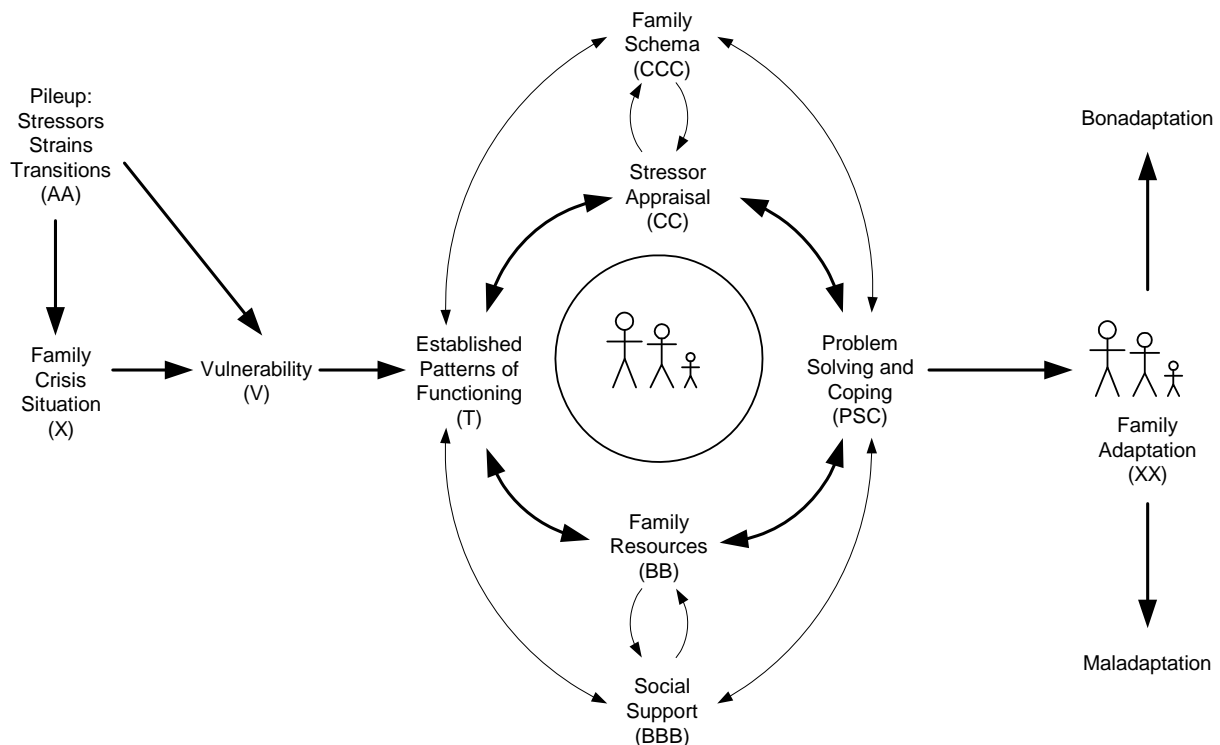 Pileup:
Stressors
Strains
Transitions
(AA)
Family
Crisis
Situation
(X)
Vulnerability
(V)
Family
Schema
(CCC)
Stressor
Appraisal
(CC)
Established
Patterns of
Functioning
(T)
Problem
Solving and
Coping
(PSC)
Family
Resources
(BB)
Social
Support
(BBB)
Bonadaptation
Family
Adaptation
(XX)
Maladaptation